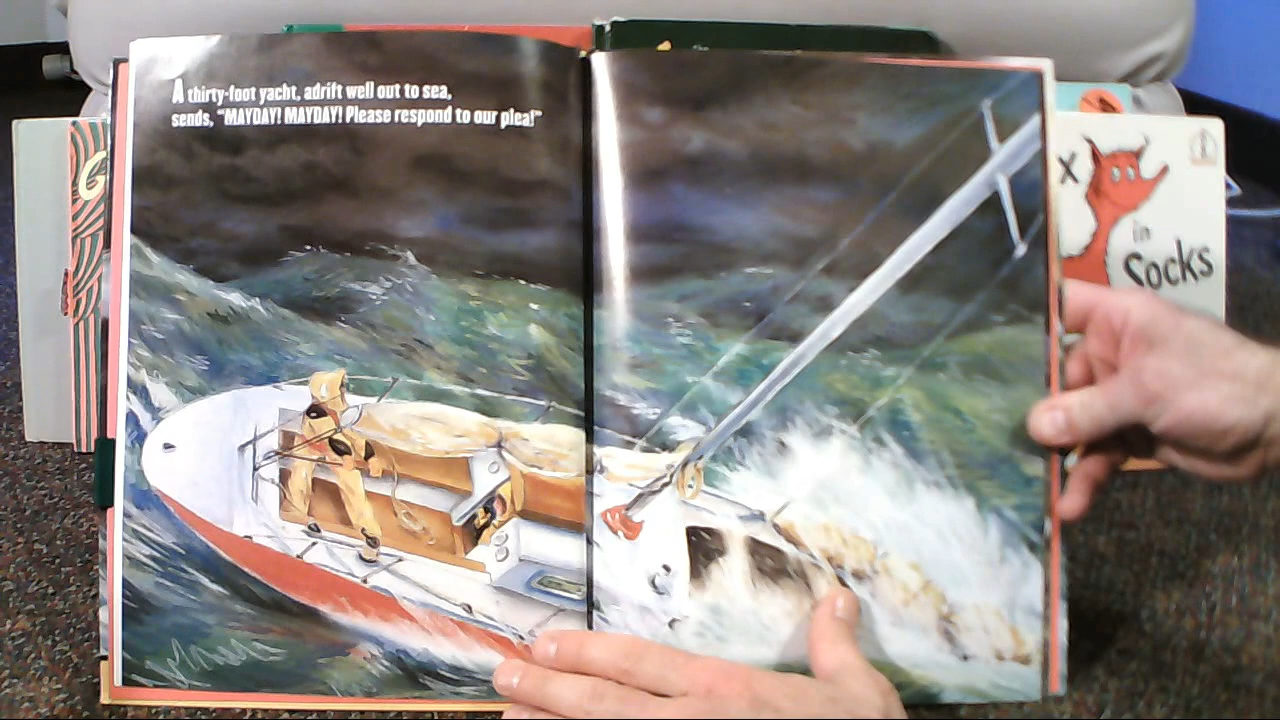 A thirty-foot yacht, adrift well out to sea,
sends, "MAYDAY! MAYDAY! Please respond to our plea!"
X
in
Socks
G